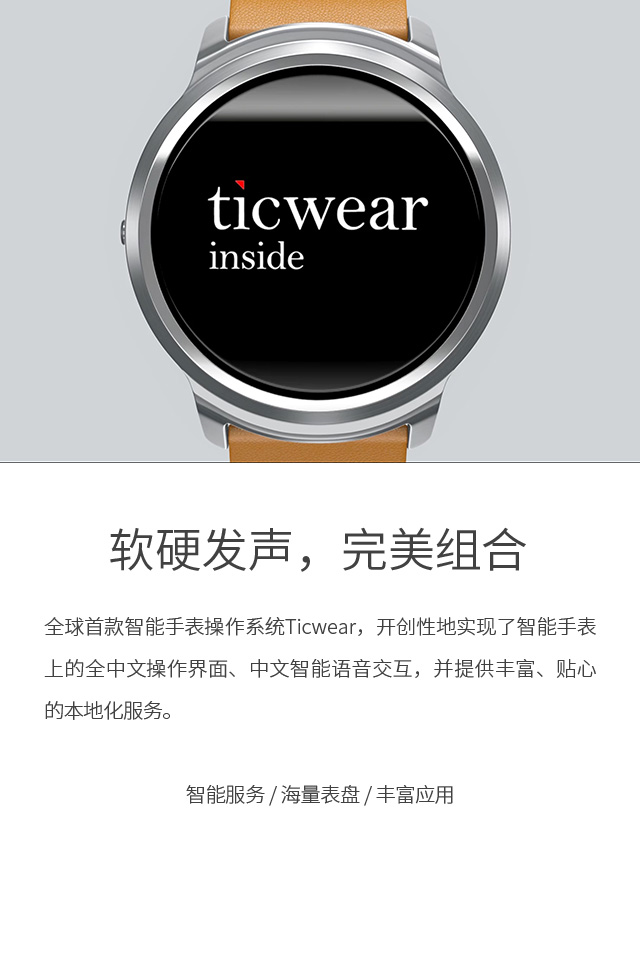 ticwear
inside
软硬发声，完美组合
全球首款智能手表操作系统Ticwear，开创性地实现了智能手表
上的全中文操作界面、中文智能语音交互，并提供丰富、贴心
的本地化服务。
智能服务 / 海量表盘 / 丰富应用